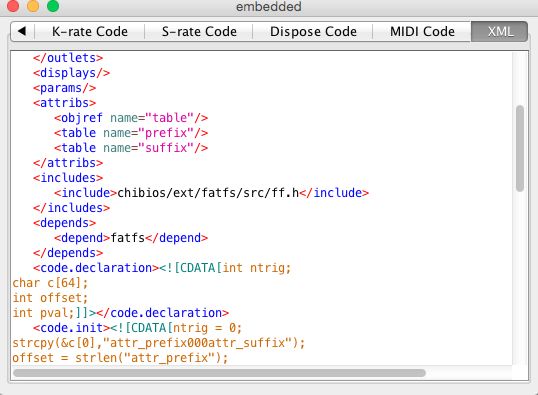 embedded
◀ K-rate Code S-rate Code Dispose Code MIDI Code XML
</outlets>
<displays/>
<params/>
<attribs>
<objref name="table"/>
<table name="prefix"/>
<table name="suffix"/>
</attribs>
<includes>
<include>chibios/ext/fatfs/src/ff.h</include>
</includes>
<depends>
<depend>fatfs</depend>
</depends>
<code.declaration><![CDATA[int ntrig;
char c[64];
int offset;
int pval;]]></code.declaration>
<code.init><![CDATA[ntrig = 0;
strcpy(&c[0],"attr_prefix000attr_suffix");
offset = strlen("attr_prefix");